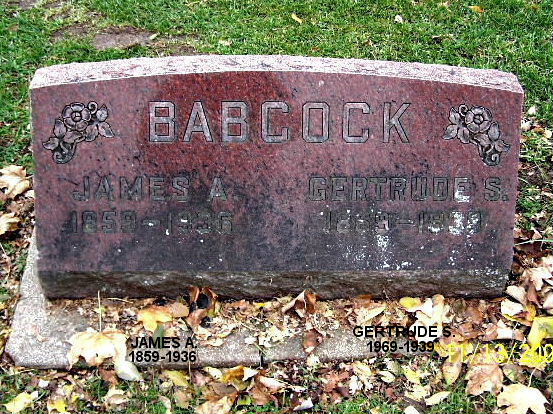 BABCOCK
JAMES A. GERTRUDE S.
1859-1936
JAMES A. GERTRUDE S.
1859-1936 1969-1939